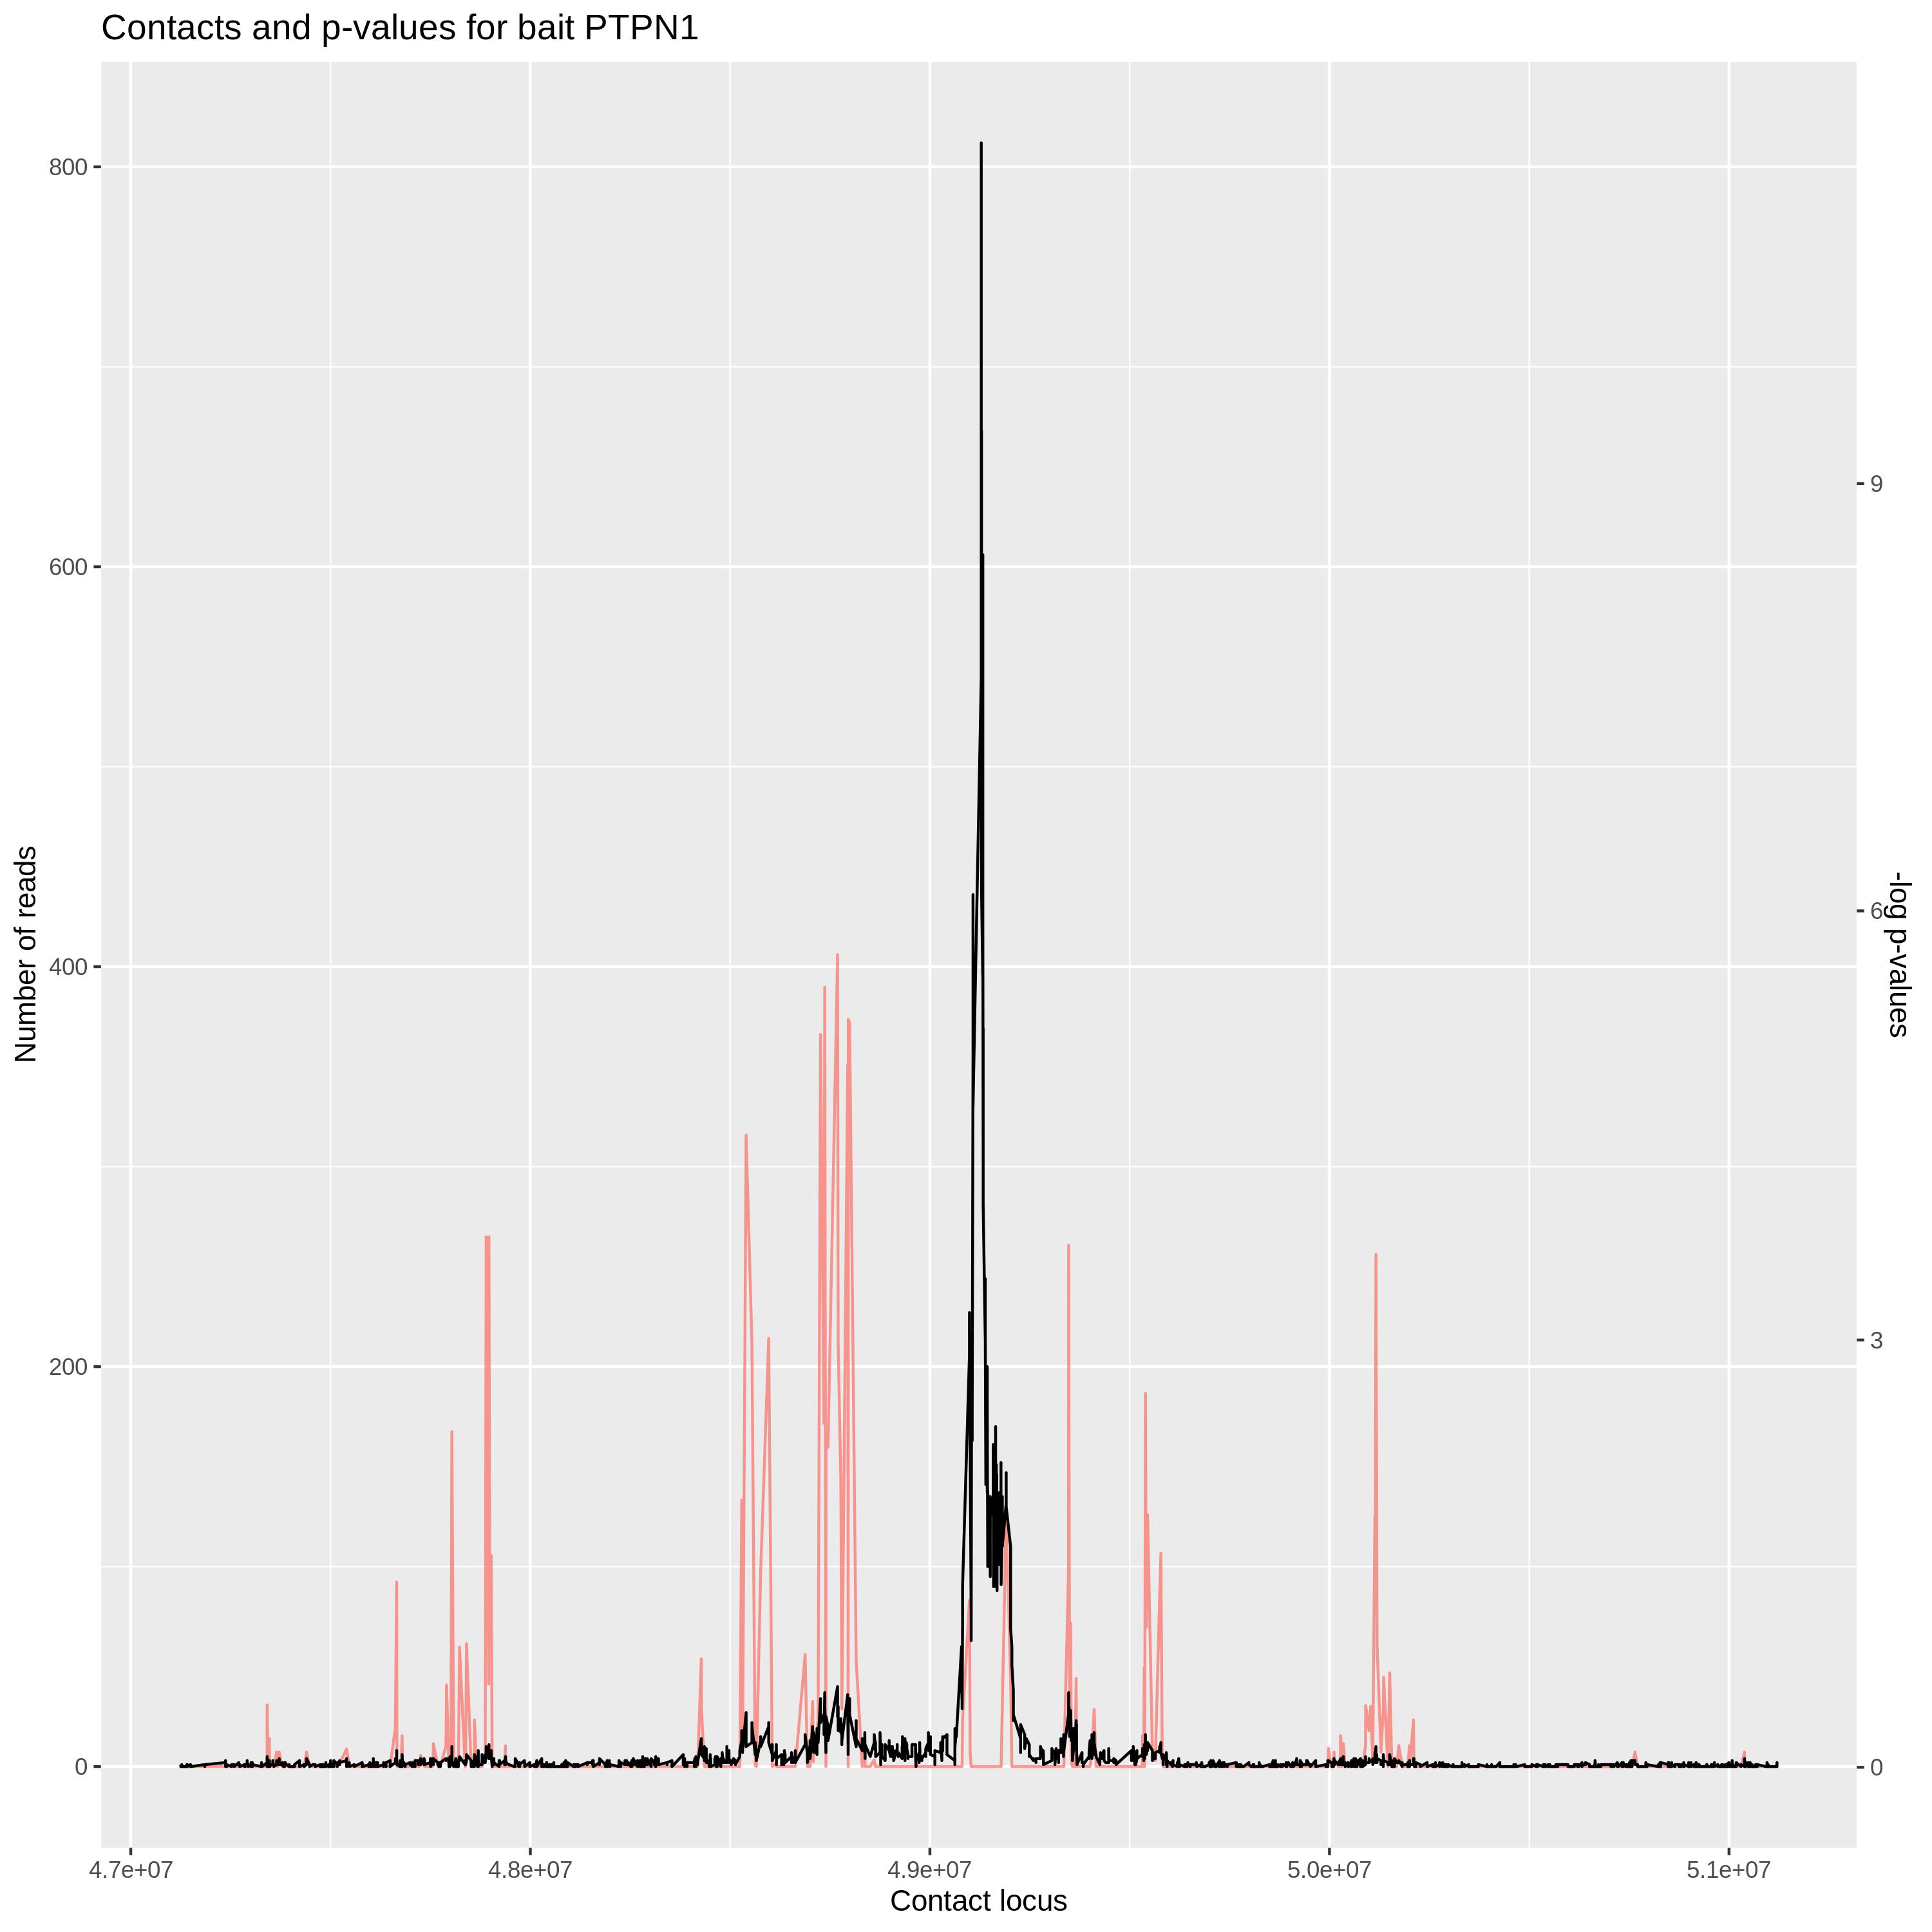 Contacts and p-values for bait PTPN1
800
600
400
200
0
Number of reads
9
6
3
0
-log p-values
4.7e+07
4.8e+07
4.9e+07
5.0e+07
5.1e+07
Contact locus